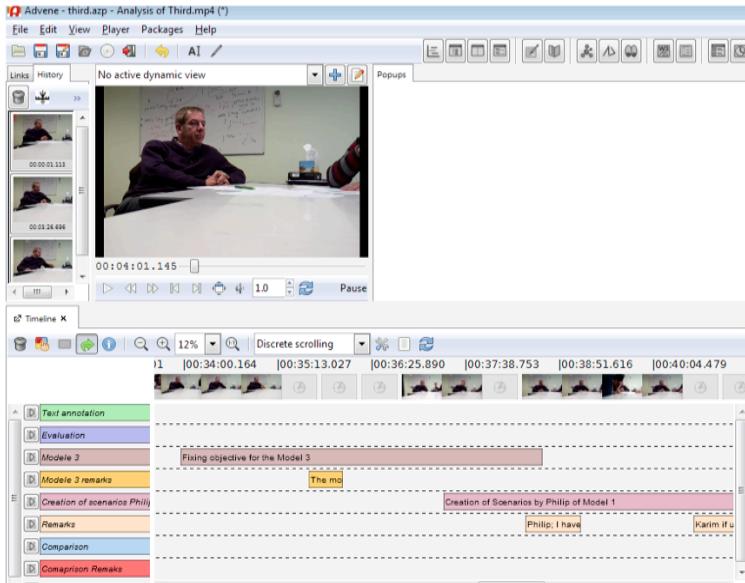 Advene - third.azp - Analysis of Third.mp4 (*)
File Edit View Player Packages Help
Links History No active dynamic view Popups
00:00:01.113
00:01:26.696
00:04:01.145
1.0 Pause
Timeline X
12% Discrete scrolling
01 |00:34:00.164 |00:35:13.027 |00:36:25.890 |00:37:38.753 |00:38:51.616 |00:40:04.479
Text annotation
Evaluation
Modele 3 Fixing objective for the Model 3
Modele 3 remarks The mo
Creation of scenarios Philip Creation of Scenarios by Philip of Model 1
Remarks Philip; I have Karim if u
Comparison
Comaprison Remaks